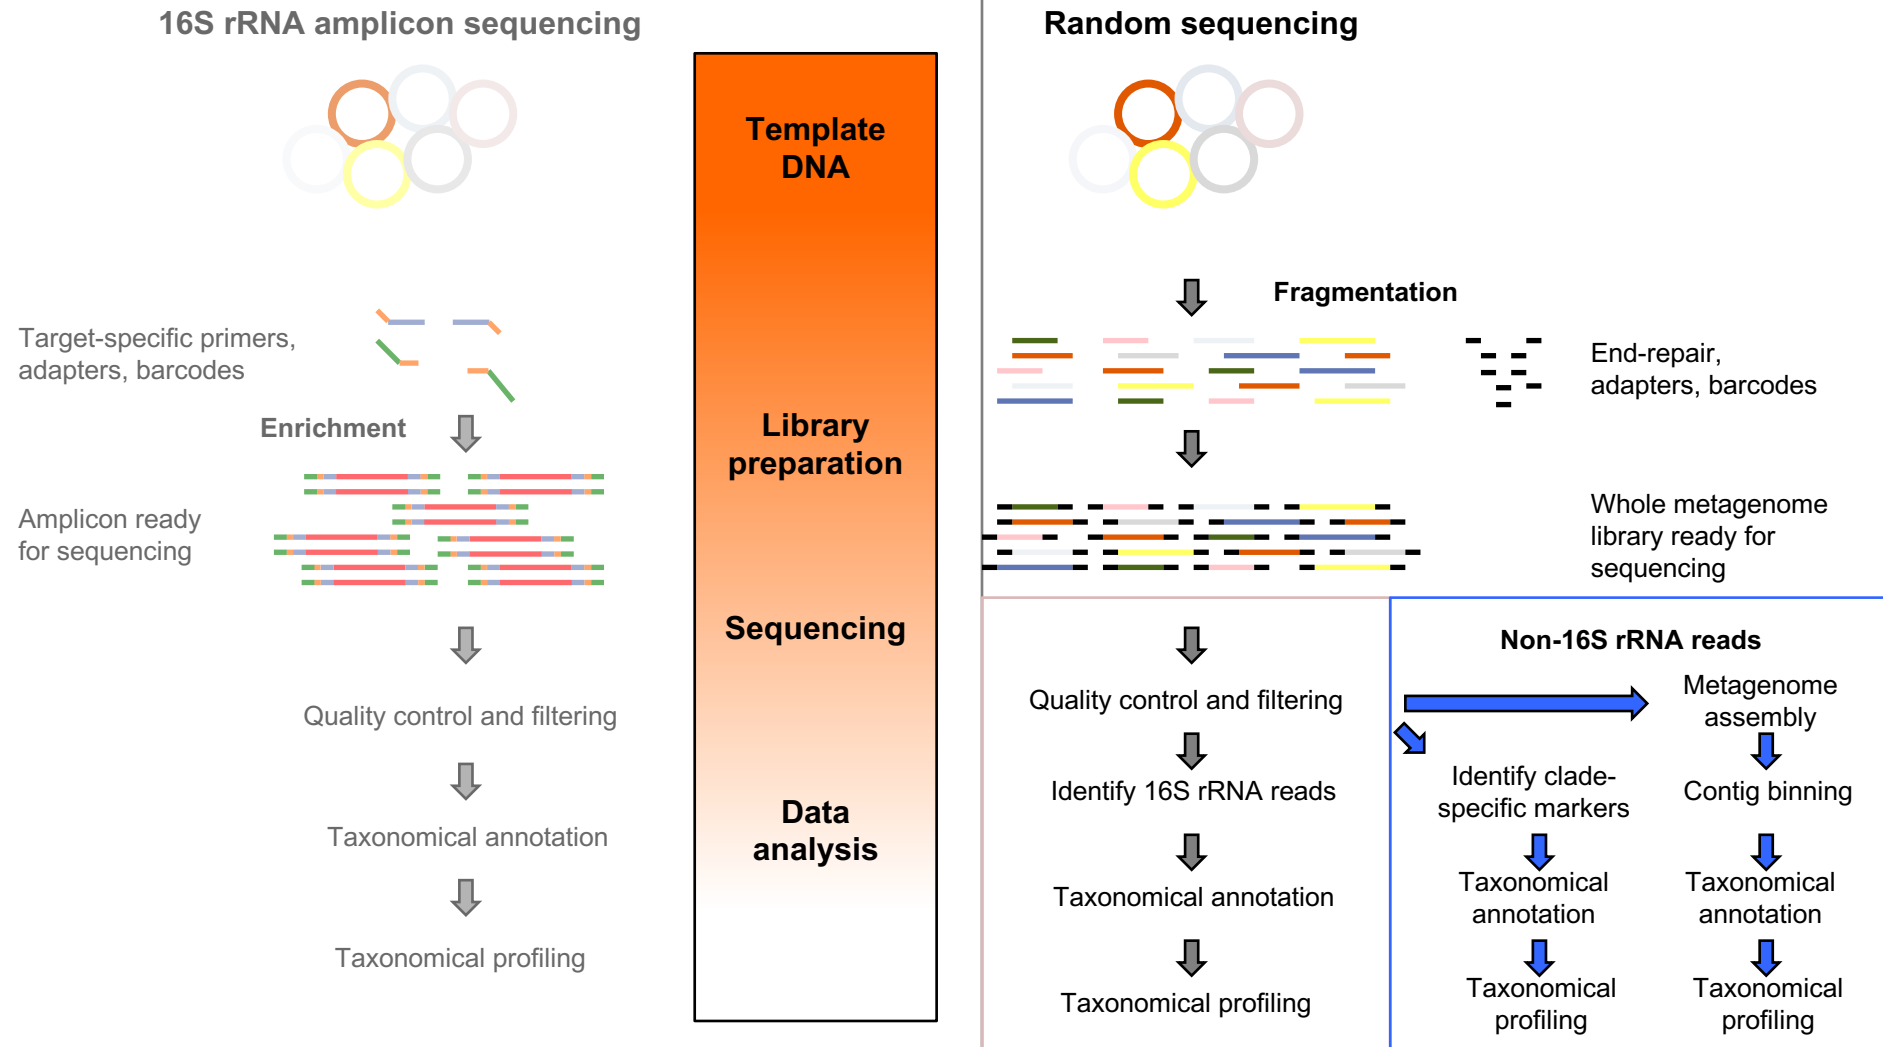 16S rRNA amplicon sequencing
Target-specific primers,
adapters, barcodes
Enrichment
Amplicon ready
for sequencing
Quality control and filtering
Taxonomical annotation
Taxonomical profiling
Template
DNA
Library
preparation
Sequencing
Data
analysis
Random sequencing
Fragmentation
End-repair,
adapters, barcodes
Whole metagenome
library ready for
sequencing
Quality control and filtering
Identify 16S rRNA reads
Taxonomical annotation
Taxonomical profiling
Non-16S rRNA reads
Identify clade-
specific markers
Taxonomical
annotation
Taxonomical
profiling
Metagenome
assembly
Contig binning
Taxonomical
annotation
Taxonomical
profiling